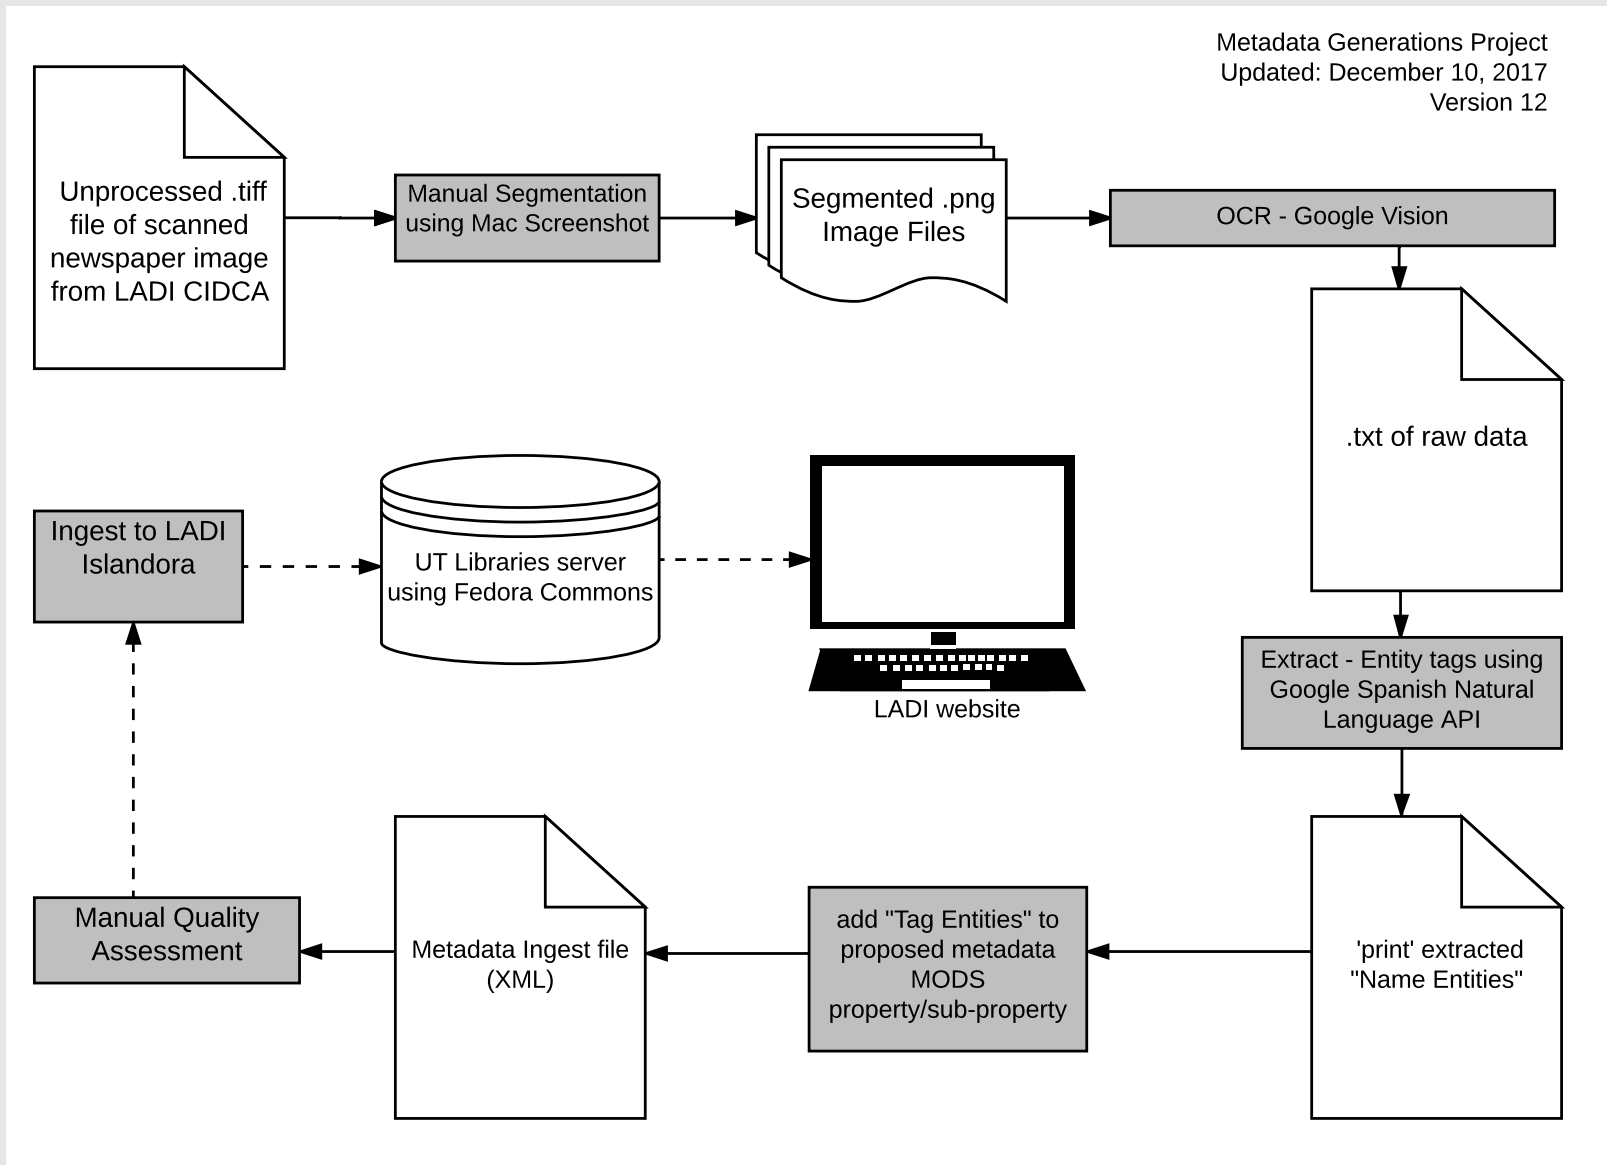 Metadata Generations Project
Updated: December 10, 2017
Version 12
Unprocessed .tiff
file of scanned
newspaper image
from LADI CIDCA
Manual Segmentation
using Mac Screenshot
Segmented .png
Image Files
OCR - Google Vision
.txt of raw data
Extract - Entity tags using
Google Spanish Natural
Language API
'print' extracted
"Name Entities"
add "Tag Entities" to
proposed metadata
MODS
property/sub-property
Metadata Ingest file
(XML)
Manual Quality
Assessment
Ingest to LADI
Islandora
UT Libraries server
using Fedora Commons
LADI website